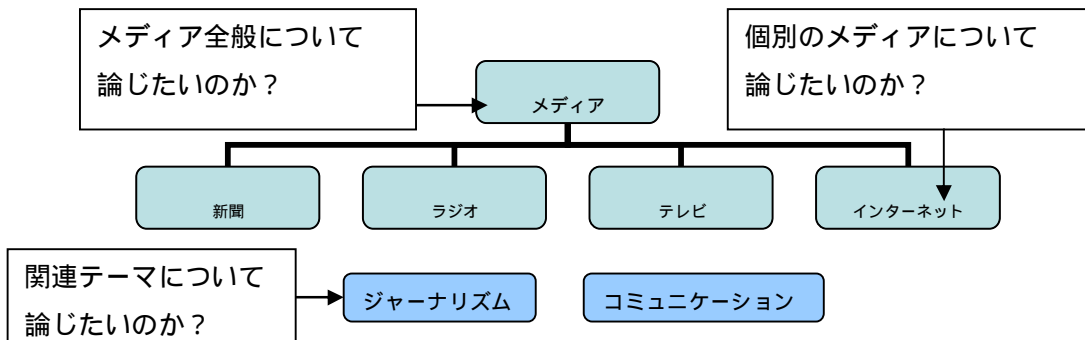 メディア全般について
論じたいのか？
個別のメディアについて
論じたいのか？
メディア
新聞
ラジオ
テレビ
インターネット
関連テーマについて
論じたいのか？
ジャーナリズム
コミュニケーション